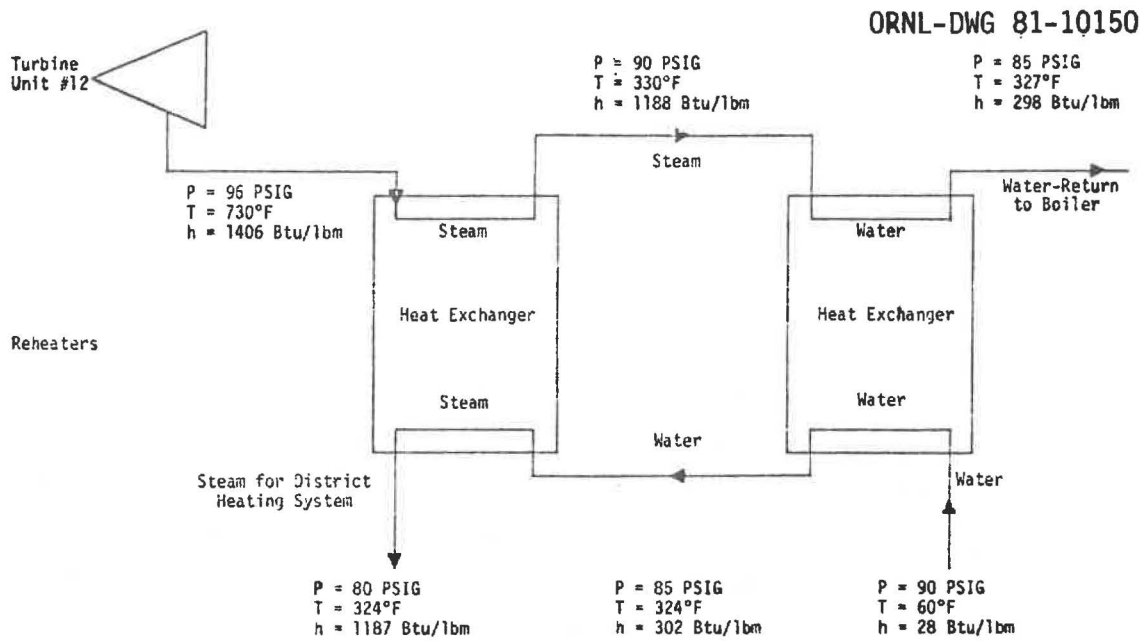 ORNL-DWG 81-10150
Turbine
Unit #12
P = 90 PSIG
T = 330°F
h = 1188 Btu/lbm
P = 85 PSIG
T = 327°F
h = 298 Btu/lbm
Steam
P = 96 PSIG
T = 730°F
h = 1406 Btu/lbm
Water-Return
to Boiler
Steam
Water
Heat Exchanger
Heat Exchanger
Reheaters
Steam
Water
Water
Steam for District
Heating System
Water
P = 80 PSIG
T = 324°F
h = 1187 Btu/lbm
P = 85 PSIG
T = 324°F
h = 302 Btu/lbm
P = 90 PSIG
T = 60°F
h = 28 Btu/lbm